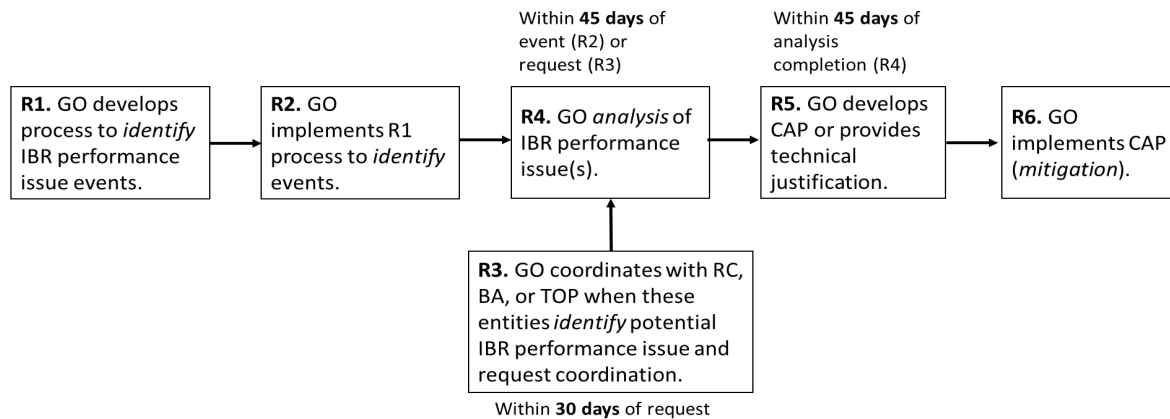 Within 45 days of
event (R2) or
request (R3)
Within 45 days of
analysis
completion (R4)
R1. GO develops
process to identify
IBR performance
issue events.
R2. GO
implements R1
process to identify
events.
R4. GO analysis of
IBR performance
issue(s).
R5. GO develops
CAP or provides
technical
justification.
R6. GO
implements CAP
(mitigation).
R3. GO coordinates with RC,
BA, or TOP when these
entities identify potential
IBR performance issue and
request coordination.
Within 30 days of request